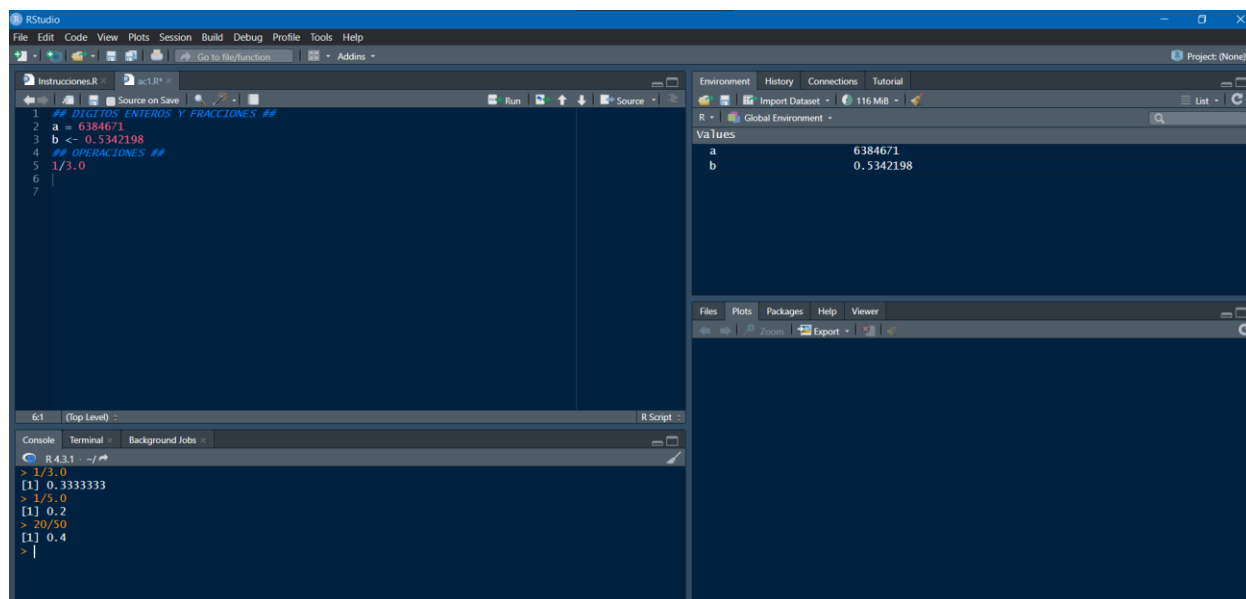 RStudio
File Edit Code View Plots Session Build Debug Profile Tools Help
Go to file/function Addins Project: (None)
Instrucciones.R ac1.R*
Source on Save Run Source
1 ## DIGITOS ENTEROS Y FRACCIONES ##
2 a = 6384671
3 b <- 0.5342198
4 ## OPERACIONES ##
5 1/3.0
6
7
6:1 (Top Level) R Script
Console Terminal Background Jobs
R 4.3.1 · ~/
> 1/3.0
[1] 0.3333333
> 1/5.0
[1] 0.2
> 20/50
[1] 0.4
>
Environment History Connections Tutorial
Import Dataset 116 MiB List
R Global Environment
Values
a 6384671
b 0.5342198
Files Plots Packages Help Viewer
Zoom Export